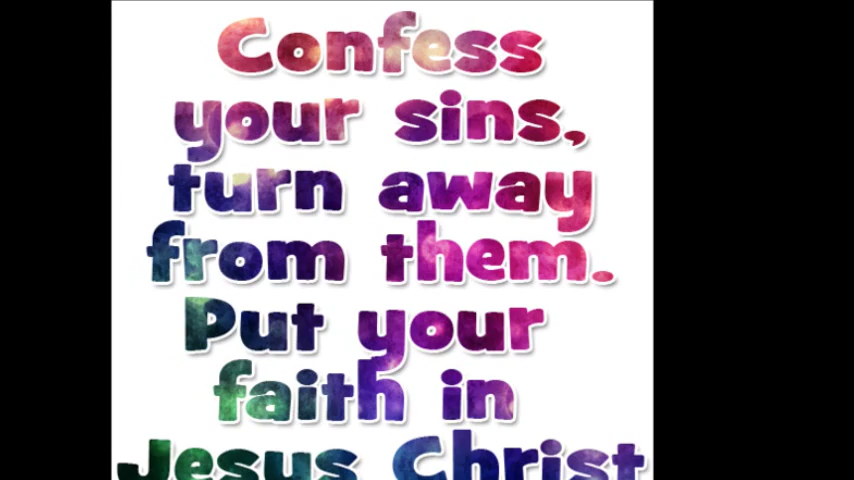 Confess
your sins,
turn away
from them.
Put your
faith in
Jesus Christ